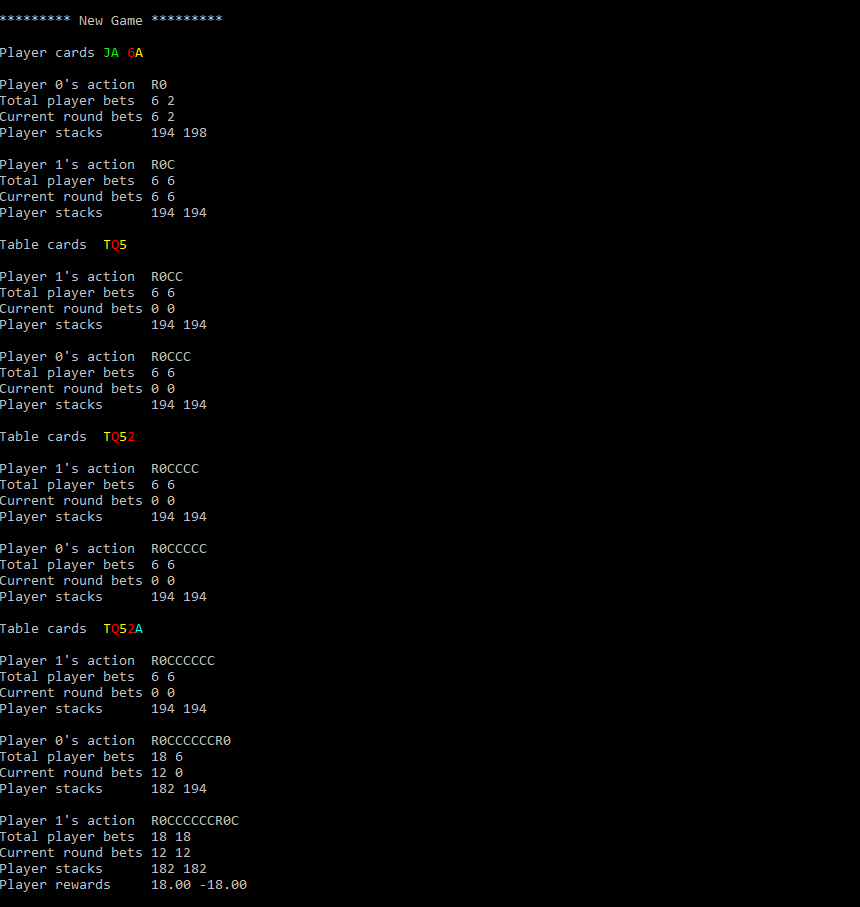 ********* New Game *********
Player cards JA 6A
Player 0's action  R0
Total player bets  6 2
Current round bets 6 2
Player stacks      194 198
Player 1's action  R0C
Total player bets  6 6
Current round bets 6 6
Player stacks      194 194
Table cards  TQ5
Player 1's action  R0CC
Total player bets  6 6
Current round bets 0 0
Player stacks      194 194
Player 0's action  R0CCC
Total player bets  6 6
Current round bets 0 0
Player stacks      194 194
Table cards  TQ52
Player 1's action  R0CCCC
Total player bets  6 6
Current round bets 0 0
Player stacks      194 194
Player 0's action  R0CCCCC
Total player bets  6 6
Current round bets 0 0
Player stacks      194 194
Table cards  TQ52A
Player 1's action  R0CCCCCC
Total player bets  6 6
Current round bets 0 0
Player stacks      194 194
Player 0's action  R0CCCCCCR0
Total player bets  18 6
Current round bets 12 0
Player stacks      182 194
Player 1's action  R0CCCCCCR0C
Total player bets  18 18
Current round bets 12 12
Player stacks      182 182
Player rewards     18.00 -18.00